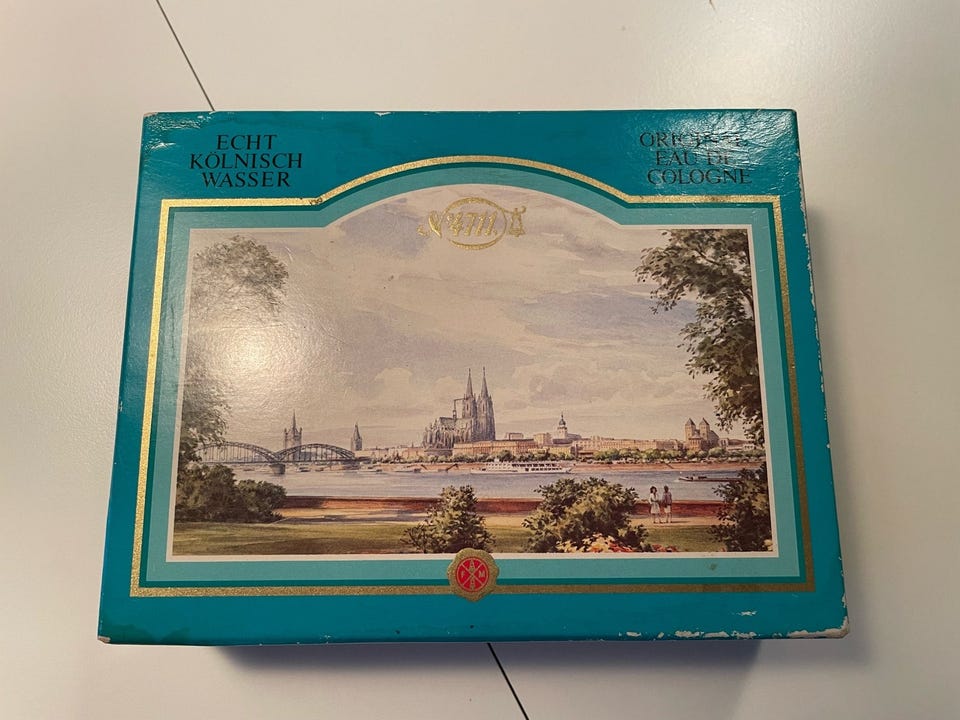 ECHT
KÖLNISCH
WASSER
ORIGINAL
EAU DE
COLOGNE
Nº4711.
F M